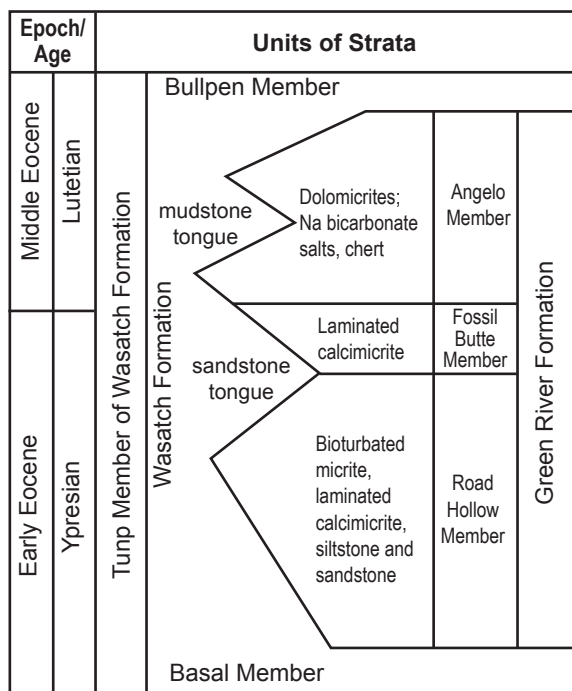 Epoch/
Age
Units of Strata
Middle Eocene
Lutetian
Early Eocene
Ypresian
Tunp Member of Wasatch Formation
Wasatch Formation
Bullpen Member
mudstone
tongue
Dolomicrites;
Na bicarbonate
salts, chert
Angelo
Member
sandstone
tongue
Laminated
calcimicrite
Fossil
Butte
Member
Bioturbated
micrite,
laminated
calcimicrite,
siltstone and
sandstone
Road
Hollow
Member
Green River Formation
Basal Member